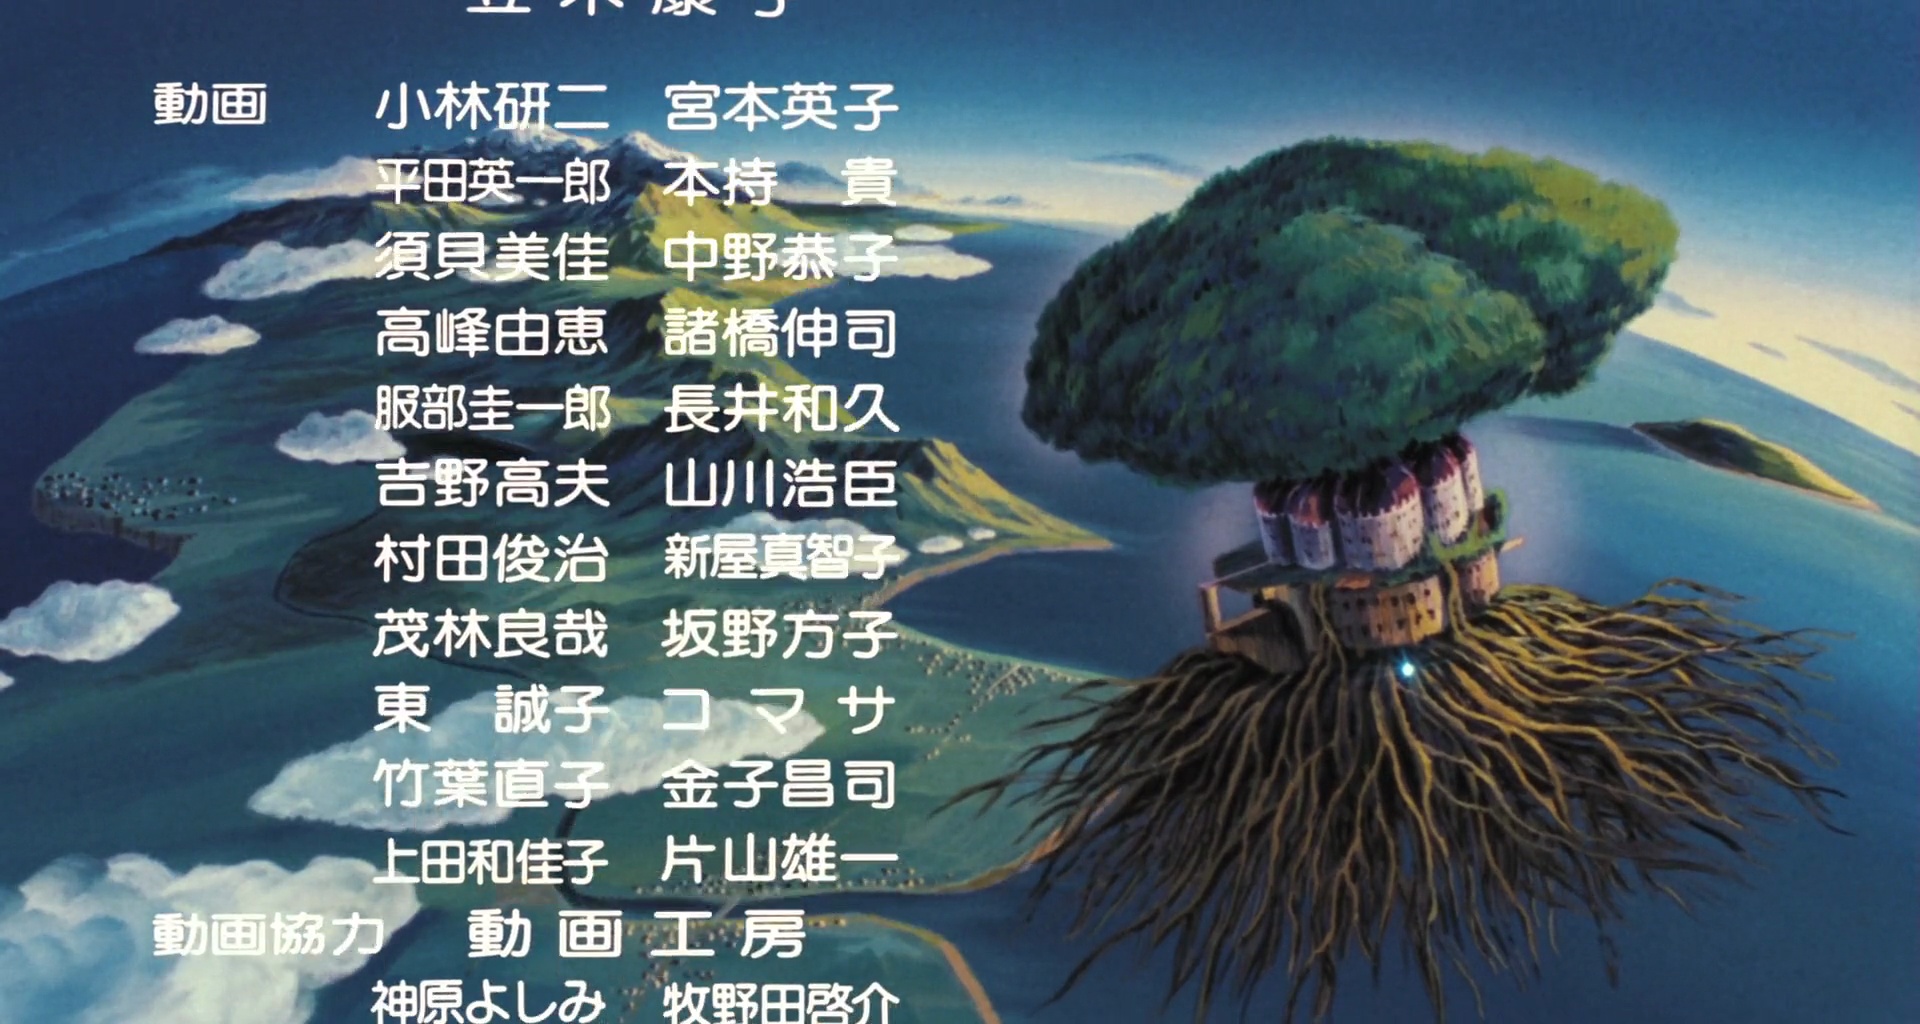 動画 小林研二 宮本英子
平田英一郎 本持 貴
須貝美佳 中野恭子
高峰由恵 諸橋伸司
服部圭一郎 長井和久
吉野高夫 山川浩臣
村田俊治 新屋真智子
茂林良哉 坂野方子
東 誠子 コマサ
竹葉直子 金子昌司
上田和佳子 片山雄一
動画協力 動画工房
神原よしみ 牧野田啓介